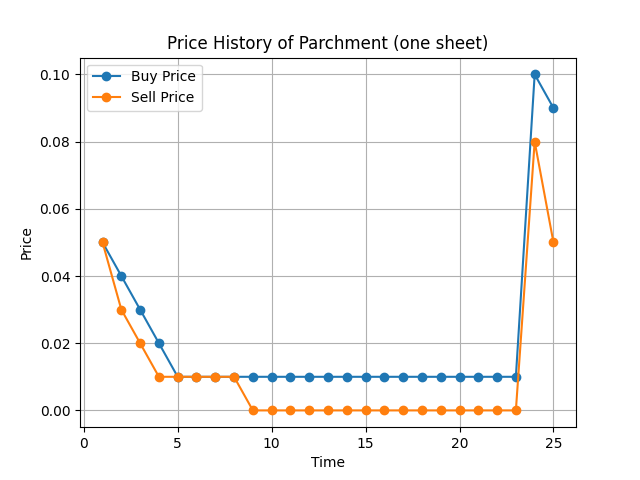 Price History of Parchment (one sheet)
Buy Price
Sell Price
Price
0.10
0.08
0.06
0.04
0.02
0.00
0 5 10 15 20 25
Time